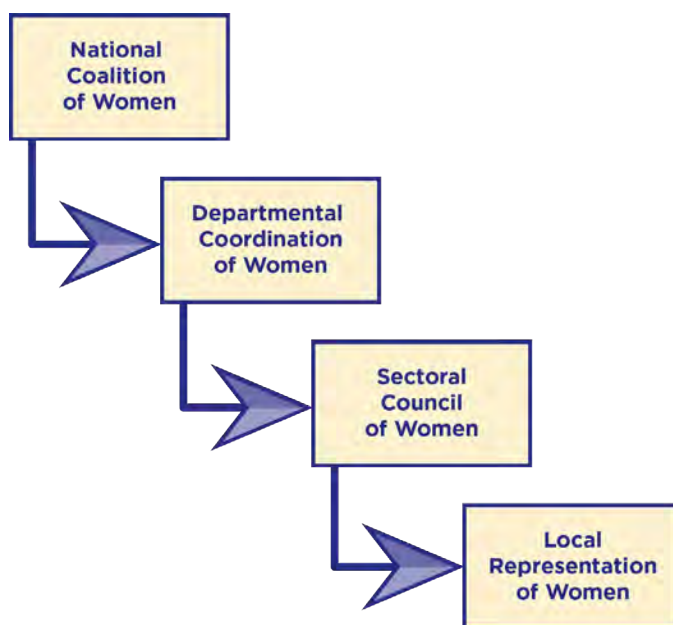 National
Coalition
of Women
Departmental
Coordination
of Women
Sectoral
Council
of Women
Local
Representation
of Women